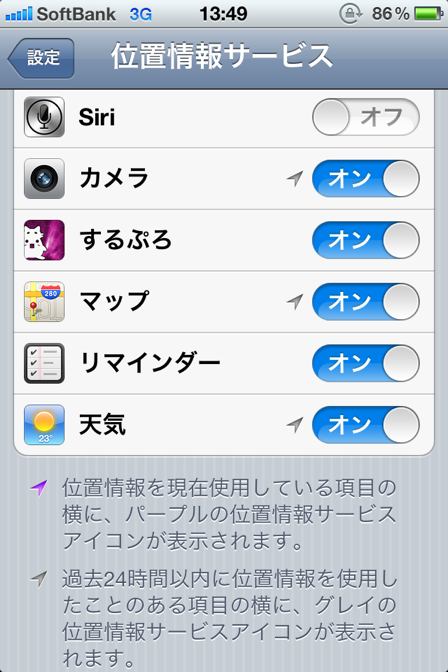 SoftBank 3G 13:49 86%
設定 位置情報サービス
Siri オフ
カメラ オン
するぷろ オン
280
マップ オン
リマインダー オン
天気 オン
23°
位置情報を現在使用している項目の
横に、パープルの位置情報サービス
アイコンが表示されます。
過去24時間以内に位置情報を使用し
たことのある項目の横に、グレイの
位置情報サービスアイコンが表示さ
れます。